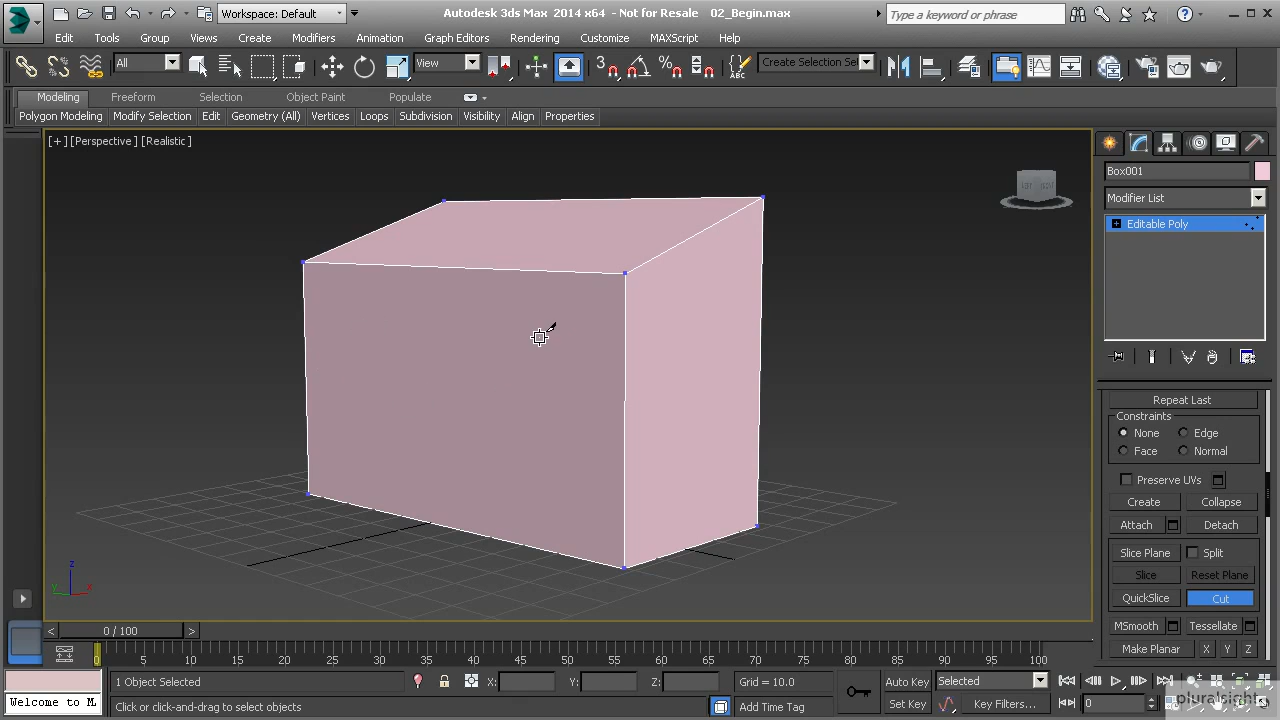 Workspace: Default
Autodesk 3ds Max 2014 x64 - Not for Resale 02_Begin.max
Type a keyword or phrase
Edit Tools Group Views Create Modifiers Animation Graph Editors Rendering Customize MAXScript Help
All
View
3
Create Selection Se
Modeling Freeform Selection Object Paint Populate
Polygon Modeling Modify Selection Edit Geometry (All) Vertices Loops Subdivision Visibility Align Properties
[+] [Perspective ] [Realistic ]
Box001
Modifier List
Editable Poly
Repeat Last
Constraints
None Edge
Face Normal
Preserve UVs
Create Collapse
Attach Detach
Slice Plane Split
Slice Reset Plane
QuickSlice Cut
MSmooth Tessellate
Make Planar X Y Z
z
y x
< 0 / 100 >
0 5 10 15 20 25 30 35 40 45 50 55 60 65 70 75 80 85 90 95 100
1 Object Selected X: Y: Z: Grid = 10.0 Auto Key Selected
Welcome to M Click or click-and-drag to select objects Add Time Tag Set Key Key Filters... 0
pluralsight